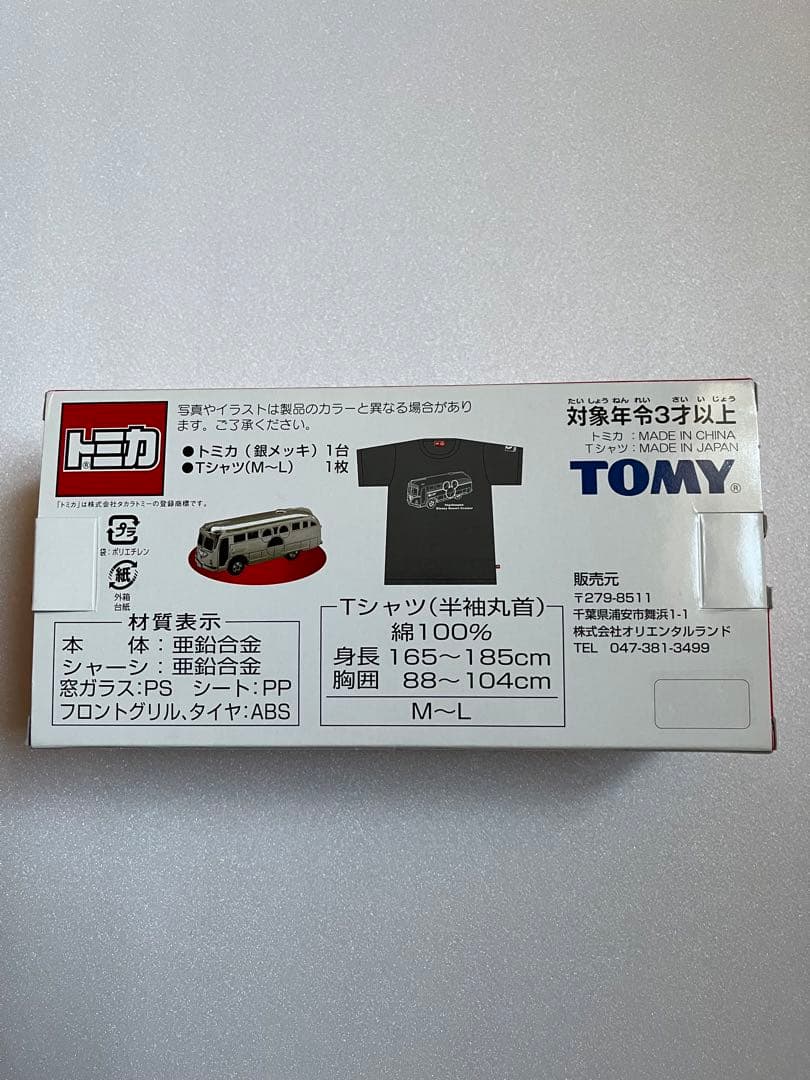 トミカ®
「トミカ」は株式会社タカラトミーの登録商標です。
写真やイラストは製品のカラーと異なる場合があり
ます。ご了承ください。
●トミカ(銀メッキ)1台
●Tシャツ(M〜L) 1枚
たいしょうねんれい さいいじょう
対象年令3才以上
トミカ :MADE IN CHINA
Tシャツ:MADE IN JAPAN
TOMY®
プラ
袋:ポリエチレン
紙
外箱
台紙
材質表示
本 体:亜鉛合金
シャーシ:亜鉛合金
窓ガラス:PS シート:PP
フロントグリル、タイヤ:ABS
Tシャツ(半袖丸首)
綿100%
身長 165〜185cm
胸囲 88〜104cm
M〜L
販売元
〒279-8511
千葉県浦安市舞浜1-1
株式会社オリエンタルランド
TEL 047-381-3499